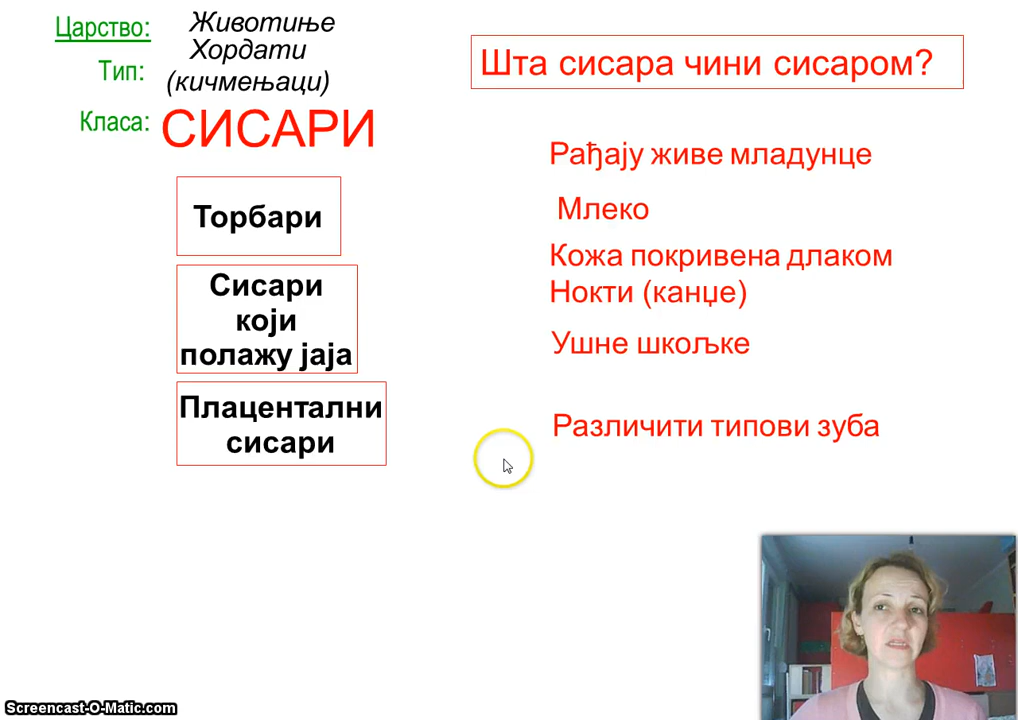 Царство: Животиње
Тип: Хордати
(кичмењаци)
Класа: СИСАРИ
Торбари
Сисари
који
полажу јаја
Плацентални
сисари
Шта сисара чини сисаром?
Рађају живе младунце
Млеко
Кожа покривена длаком
Нокти (канџе)
Ушне шкољке
Различити типови зуба
Screencast-O-Matic.com